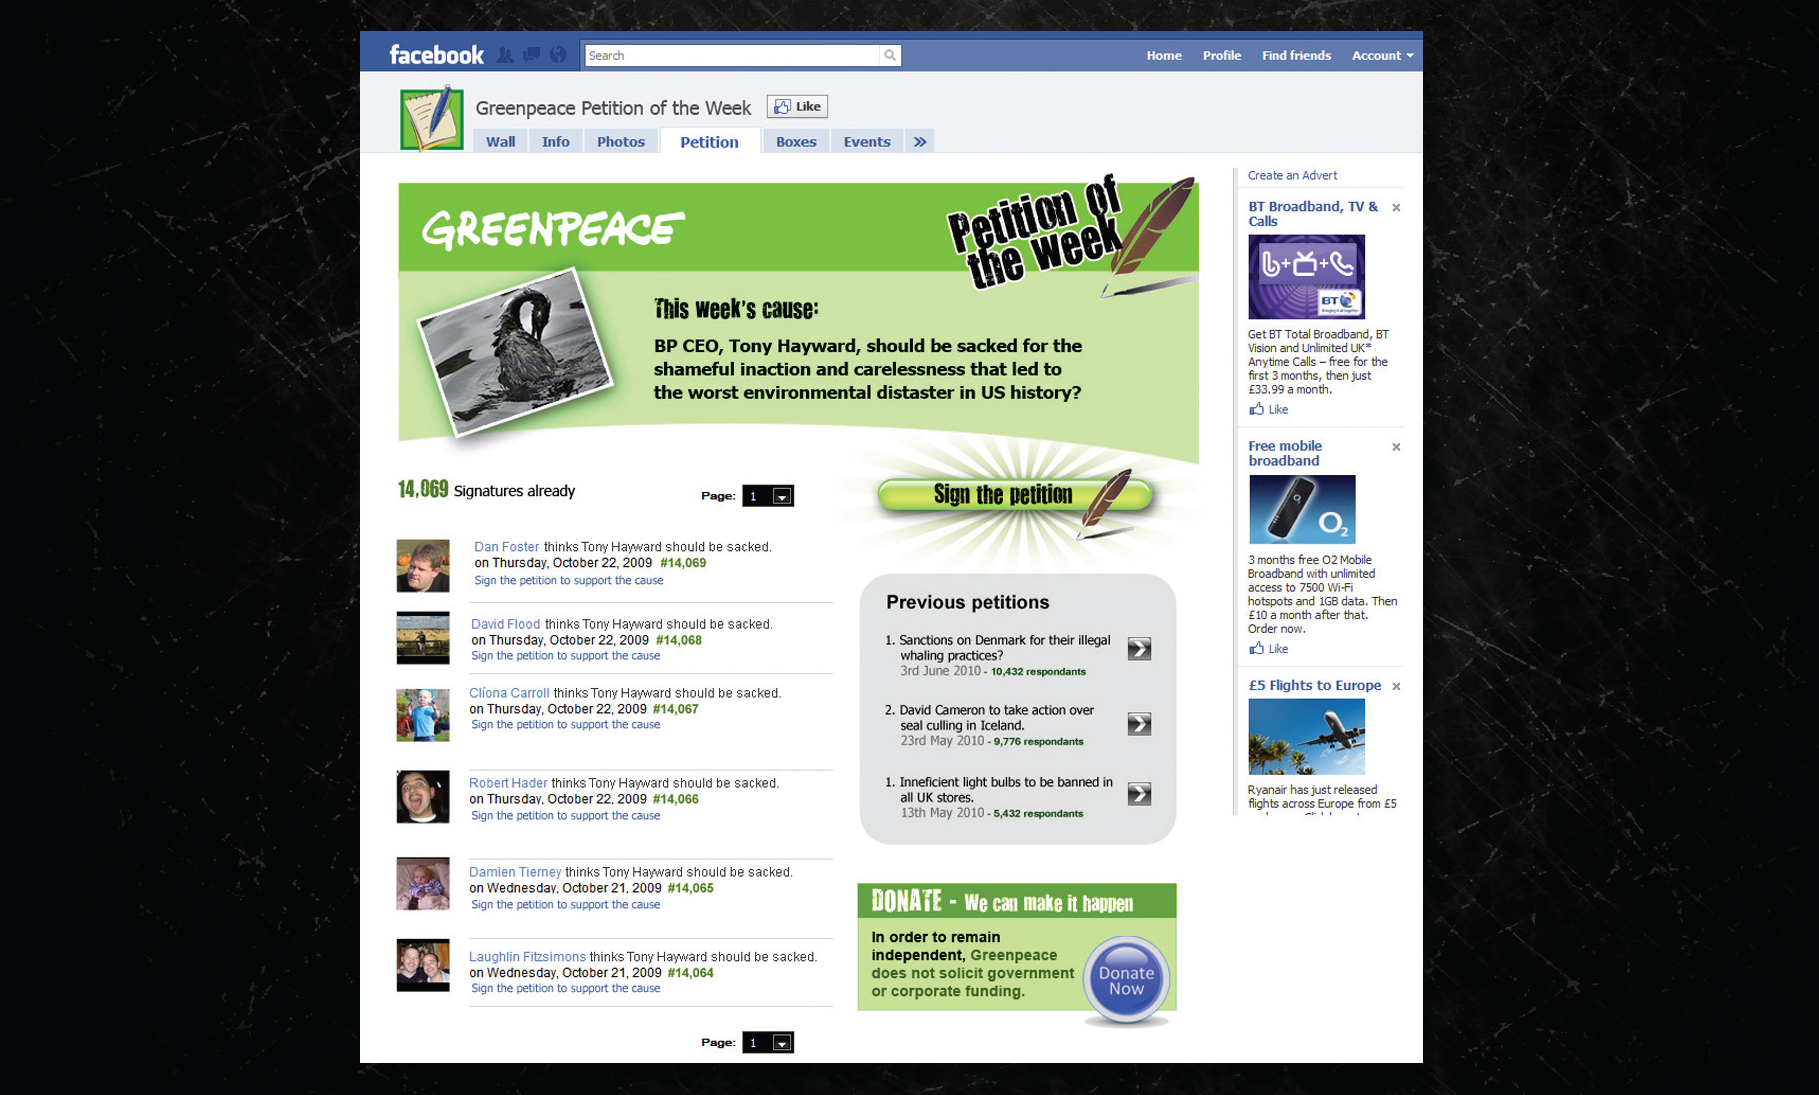 facebook
Search
Home Profile Find friends Account
Greenpeace Petition of the Week Like
Wall Info Photos Petition Boxes Events »
GREENPEACE
Petition of
the week
This week's cause:
BP CEO, Tony Hayward, should be sacked for the
shameful inaction and carelessness that led to
the worst environmental distaster in US history?
14,069 Signatures already
Page: 1
Sign the petition
Dan Foster thinks Tony Hayward should be sacked.
on Thursday, October 22, 2009 #14,069
Sign the petition to support the cause
David Flood thinks Tony Hayward should be sacked.
on Thursday, October 22, 2009 #14,068
Sign the petition to support the cause
Clíona Carroll thinks Tony Hayward should be sacked.
on Thursday, October 22, 2009 #14,067
Sign the petition to support the cause
Robert Hader thinks Tony Hayward should be sacked.
on Thursday, October 22, 2009 #14,066
Sign the petition to support the cause
Damien Tierney thinks Tony Hayward should be sacked.
on Wednesday, October 21, 2009 #14,065
Sign the petition to support the cause
Laughlin Fitzsimons thinks Tony Hayward should be sacked.
on Wednesday, October 21, 2009 #14,064
Sign the petition to support the cause
Page: 1
Previous petitions
1. Sanctions on Denmark for their illegal
whaling practices?
3rd June 2010 - 10,432 respondants
2. David Cameron to take action over
seal culling in Iceland.
23rd May 2010 - 9,776 respondants
1. Inneficient light bulbs to be banned in
all UK stores.
13th May 2010 - 5,432 respondants
DONATE - We can make it happen
In order to remain
independent, Greenpeace
does not solicit government
or corporate funding.
Donate
Now
Create an Advert
BT Broadband, TV &
Calls
b+ +
BT
Bringing it all together
Get BT Total Broadband, BT
Vision and Unlimited UK*
Anytime Calls – free for the
first 3 months, then just
£33.99 a month.
Like
Free mobile
broadband
O2
3 months free O2 Mobile
Broadband with unlimited
access to 7500 Wi-Fi
hotspots and 1GB data. Then
£10 a month after that.
Order now.
Like
£5 Flights to Europe
Ryanair has just released
flights across Europe from £5